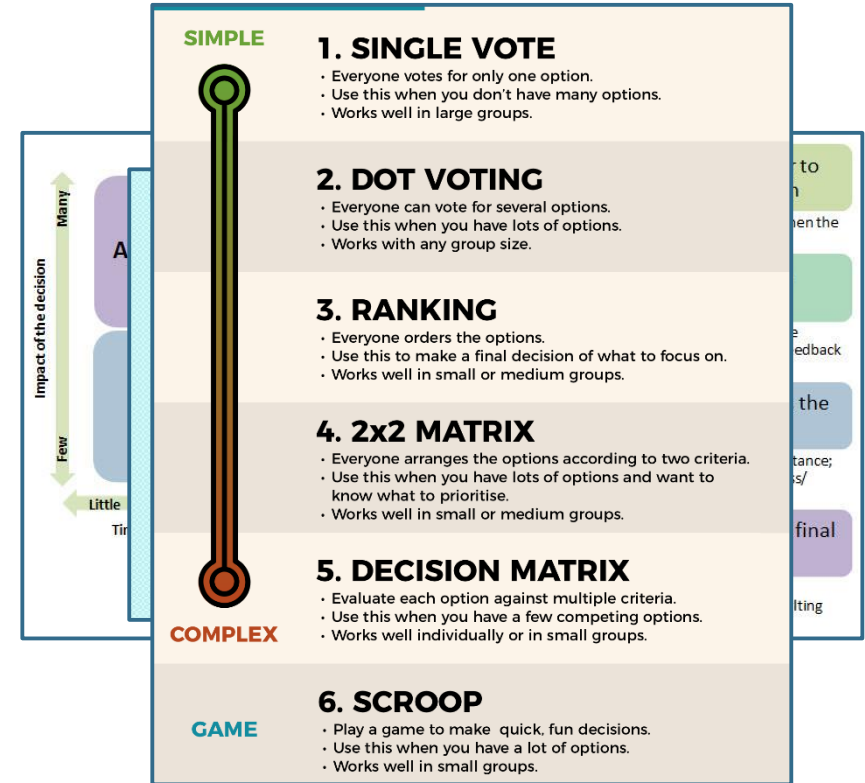 SIMPLE
1. SINGLE VOTE
• Everyone votes for only one option.
• Use this when you don't have many options.
• Works well in large groups.
2. DOT VOTING
• Everyone can vote for several options.
• Use this when you have lots of options.
• Works with any group size.
3. RANKING
• Everyone orders the options.
• Use this to make a final decision of what to focus on.
• Works well in small or medium groups.
4. 2x2 MATRIX
• Everyone arranges the options according to two criteria.
• Use this when you have lots of options and want to
know what to prioritise.
• Works well in small or medium groups.
5. DECISION MATRIX
• Evaluate each option against multiple criteria.
• Use this when you have a few competing options.
• Works well individually or in small groups.
COMPLEX
6. SCROOP
GAME
• Play a game to make quick, fun decisions.
• Use this when you have a lot of options.
• Works well in small groups.
Impact of the decision
Many
Few
A
Little
to
the
edback
the
final